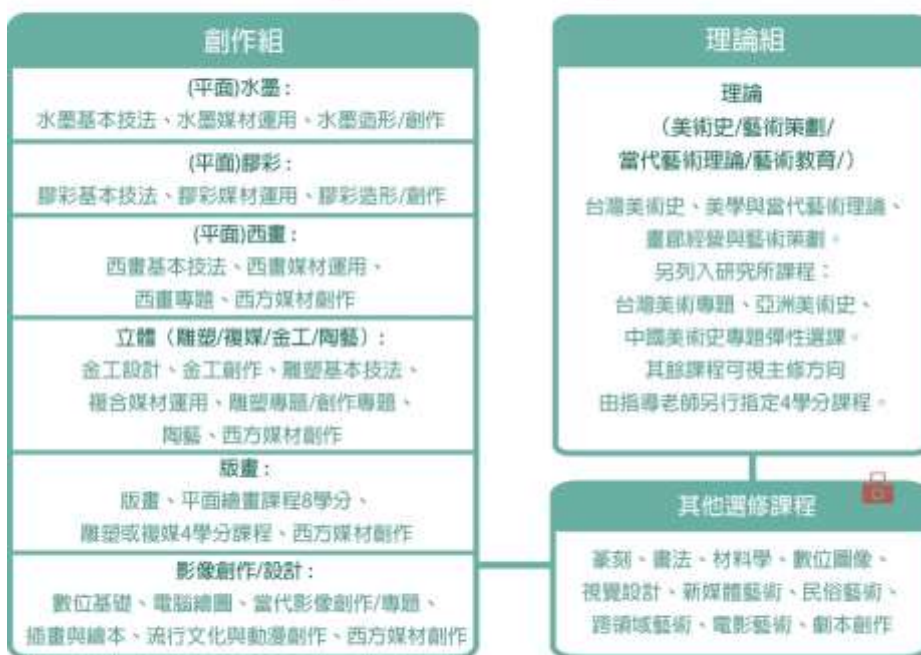 創作組
(平面)水墨：
水墨基本技法、水墨媒材運用、水墨造形/創作
(平面)膠彩：
膠彩基本技法、膠彩媒材運用、膠彩造形/創作
(平面)西畫：
西畫基本技法、西畫媒材運用、
西畫專題、西方媒材創作
立體（雕塑/複媒/金工/陶藝）：
金工設計、金工創作、雕塑基本技法、
複合媒材運用、雕塑專題/創作專題、
陶藝、西方媒材創作
版畫：
版畫、平面繪畫課程8學分、
雕塑或複媒4學分課程、西方媒材創作
影像創作/設計：
數位基礎、電腦繪圖、當代影像創作/專題、
插畫與繪本、流行文化與動漫創作、西方媒材創作
理論組
理論
（美術史/藝術策劃/
當代藝術理論/藝術教育/）
台灣美術史、美學與當代藝術理論、
畫廊經營與藝術策劃。
另列入研究所課程：
台灣美術專題、亞洲美術史、
中國美術史專題彈性選課。
其餘課程可視主修方向
由指導老師另行指定4學分課程。
其他選修課程
篆刻、書法、材料學、數位圖像、
視覺設計、新媒體藝術、民俗藝術、
跨領域藝術、電影藝術、劇本創作